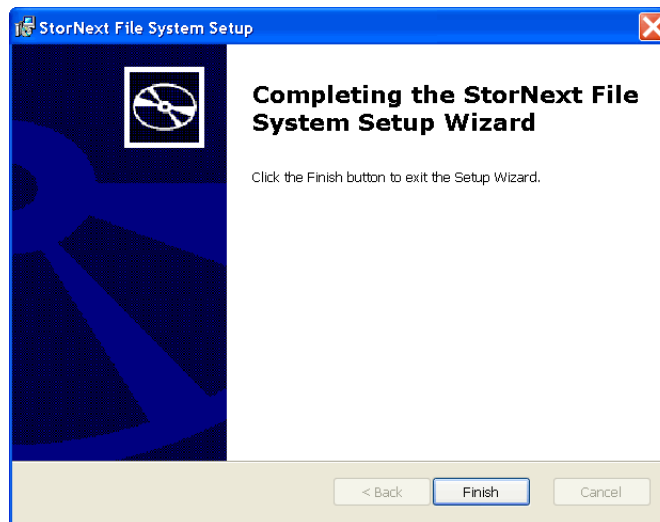 StorNext File System Setup
Completing the StorNext File
System Setup Wizard
Click the Finish button to exit the Setup Wizard.
< Back
Finish
Cancel